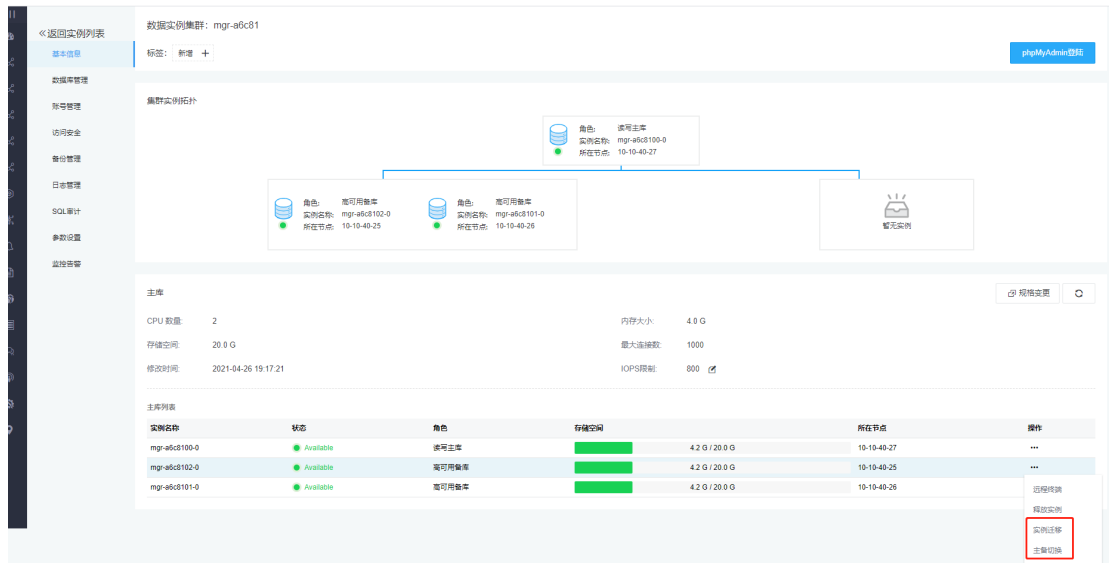 《返回实例列表
基本信息
数据库管理
账号管理
访问安全
备份管理
日志管理
SQL审计
参数设置
监控告警
数据实例集群: mgr-a6c81
标签: 新增 +
phpMyAdmin登陆
集群实例拓扑
角色: 读写主库
实例名称: mgr-a6c8100-0
所在节点: 10-10-40-27
角色: 高可用备库
实例名称: mgr-a6c8102-0
所在节点: 10-10-40-25
角色: 高可用备库
实例名称: mgr-a6c8101-0
所在节点: 10-10-40-26
暂无实例
主库
规格变更
CPU 数量: 2
内存大小: 4.0 G
存储空间: 20.0 G
最大连接数: 1000
修改时间: 2021-04-26 19:17:21
IOPS限制: 800
主库列表
实例名称 状态 角色 存储空间 所在节点 操作
mgr-a6c8100-0 Available 读写主库 4.2 G / 20.0 G 10-10-40-27 •••
mgr-a6c8102-0 Available 高可用备库 4.2 G / 20.0 G 10-10-40-25 •••
mgr-a6c8101-0 Available 高可用备库 4.2 G / 20.0 G 10-10-40-26
远程终端
释放实例
实例迁移
主备切换